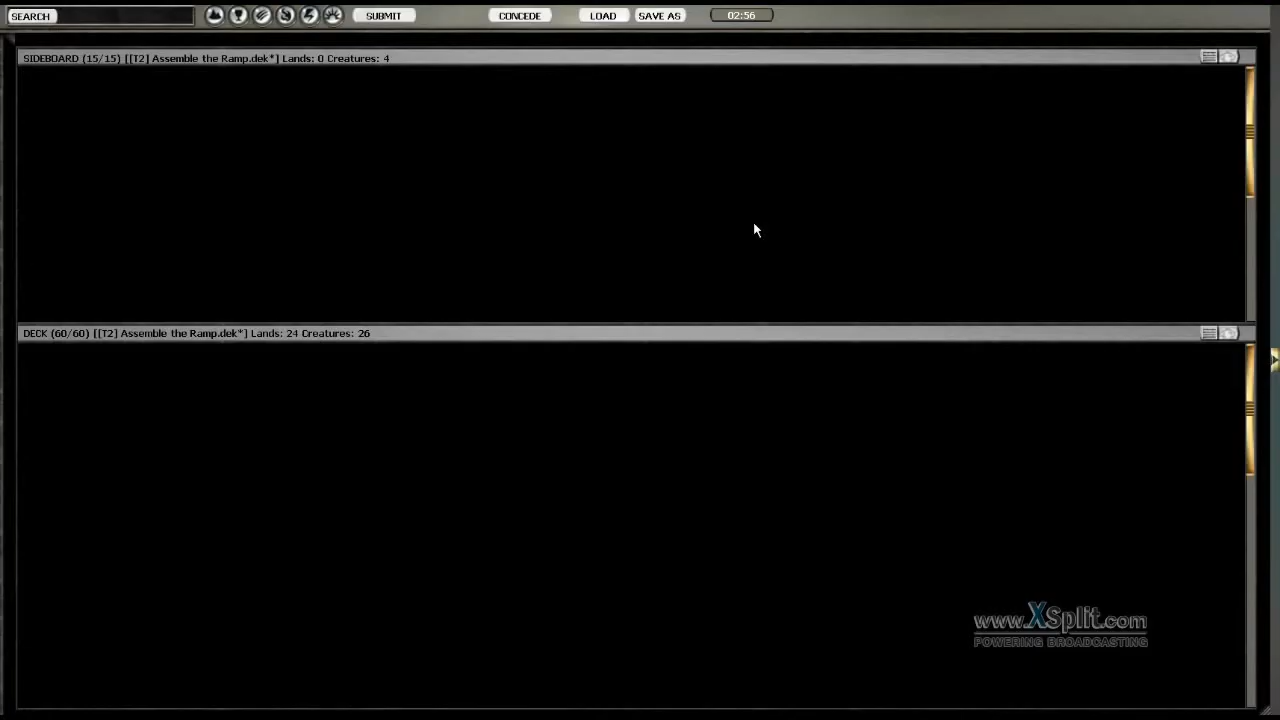 SEARCH SUBMIT CONCEDE LOAD SAVE AS 02:56
SIDEBOARD (15/15) [[T2] Assemble the Ramp.dek*] Lands: 0 Creatures: 4
DECK (60/60) [[T2] Assemble the Ramp.dek*] Lands: 24 Creatures: 26
www.XSplit.com
POWERING BROADCASTING